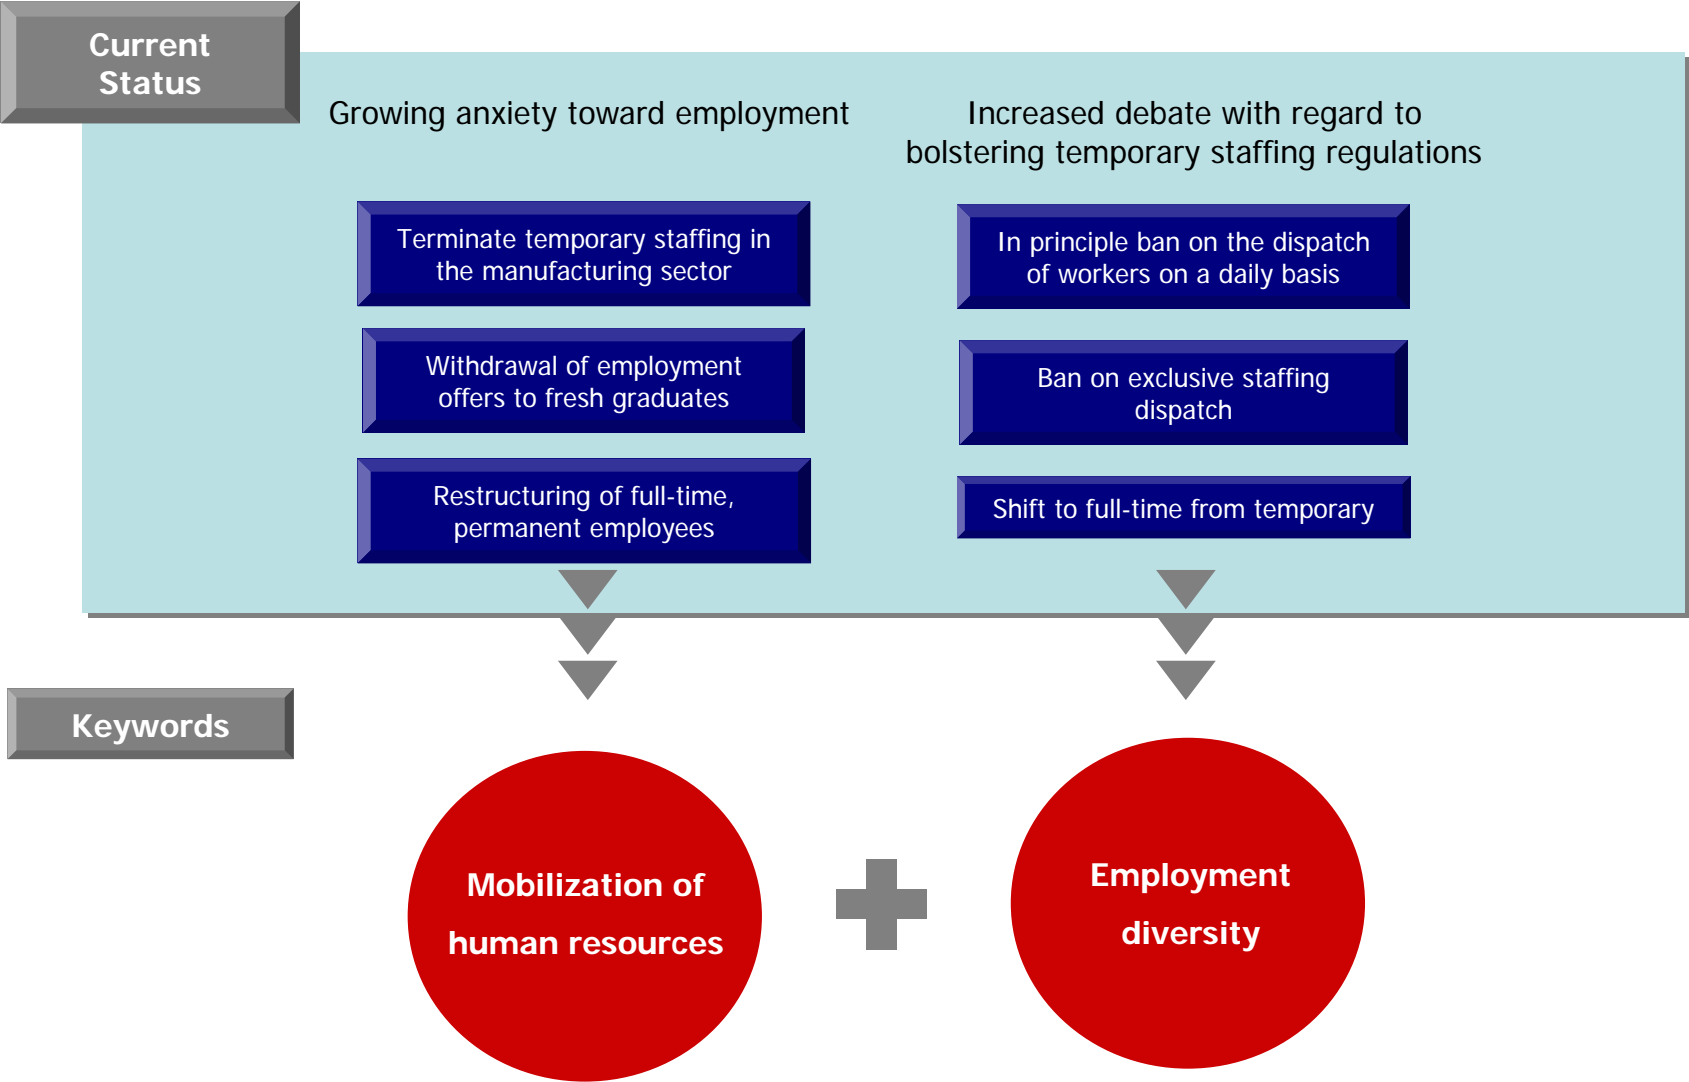 Current
Status
Growing anxiety toward employment
Terminate temporary staffing in
the manufacturing sector
Withdrawal of employment
offers to fresh graduates
Restructuring of full-time,
permanent employees
Increased debate with regard to
bolstering temporary staffing regulations
In principle ban on the dispatch
of workers on a daily basis
Ban on exclusive staffing
dispatch
Shift to full-time from temporary
Keywords
Mobilization of
human resources
Employment
diversity